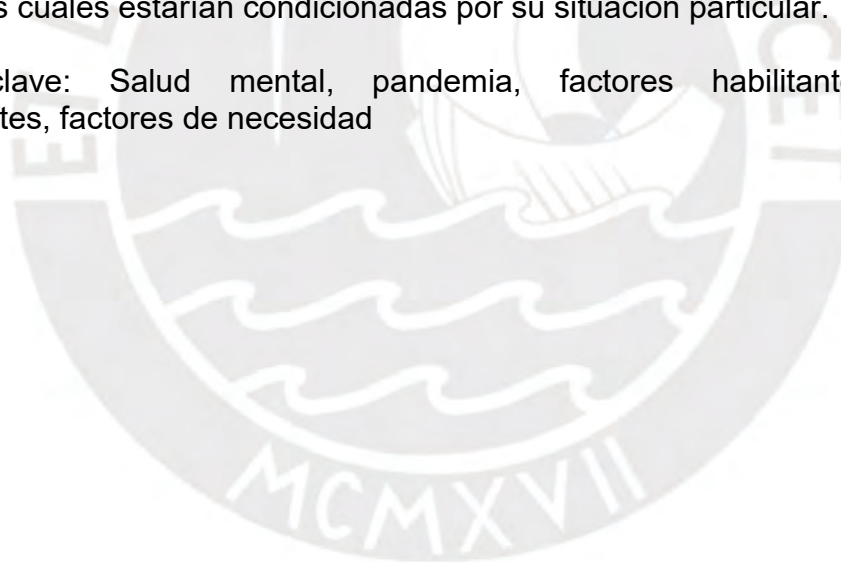 s cuales estarían condicionadas por su situación particular.
clave: Salud mental, pandemia, factores habilitant
tes, factores de necesidad
MCMXVII